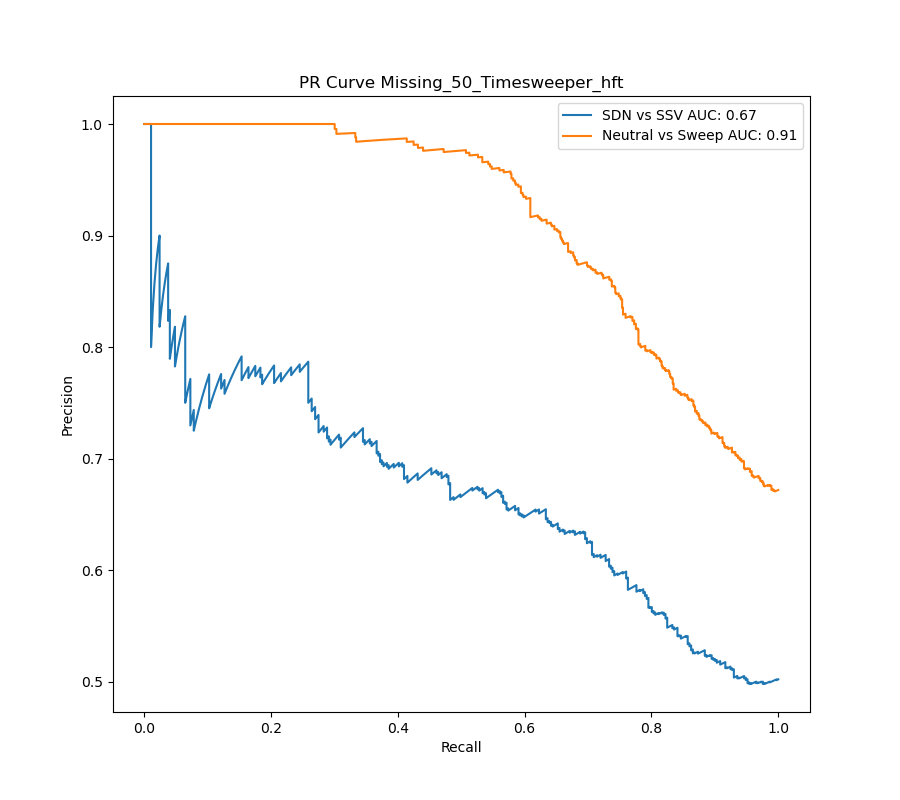 PR Curve Missing_50_Timesweeper_hft
SDN vs SSV AUC: 0.67
Neutral vs Sweep AUC: 0.91
Precision
1.0
0.9
0.8
0.7
0.6
0.5
0.0 0.2 0.4 0.6 0.8 1.0
Recall